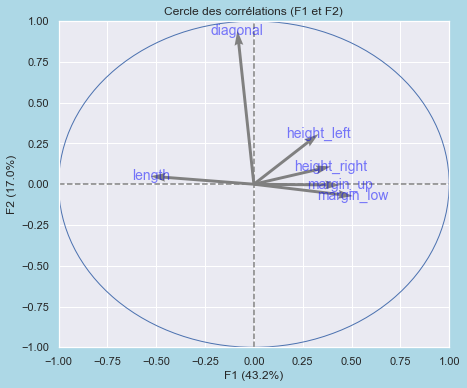 Cercle des corrélations (F1 et F2)
1.00
0.75
0.50
0.25
0.00
−0.25
−0.50
−0.75
−1.00
F2 (17.0%)
diagonal
height_left
height_right
length
margin_up
margin_low
−1.00 −0.75 −0.50 −0.25 0.00 0.25 0.50 0.75 1.00
F1 (43.2%)